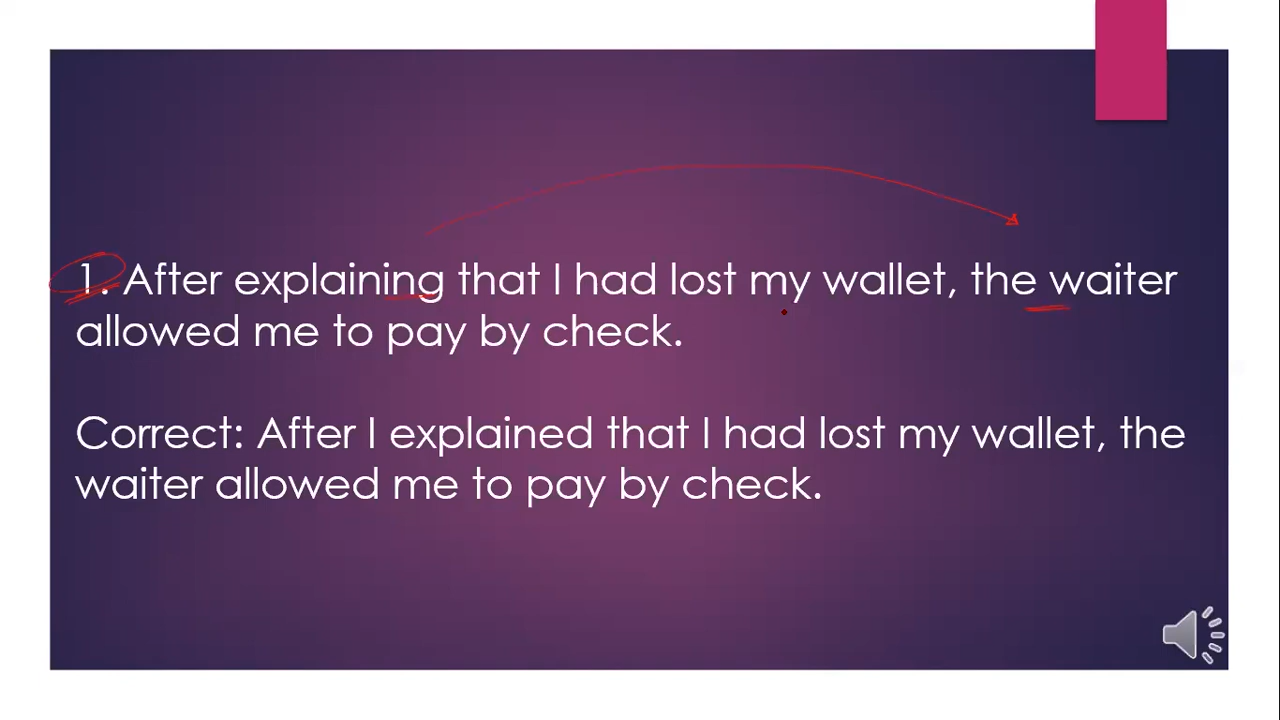 1. After explaining that I had lost my wallet, the waiter
allowed me to pay by check.
Correct: After I explained that I had lost my wallet, the
waiter allowed me to pay by check.